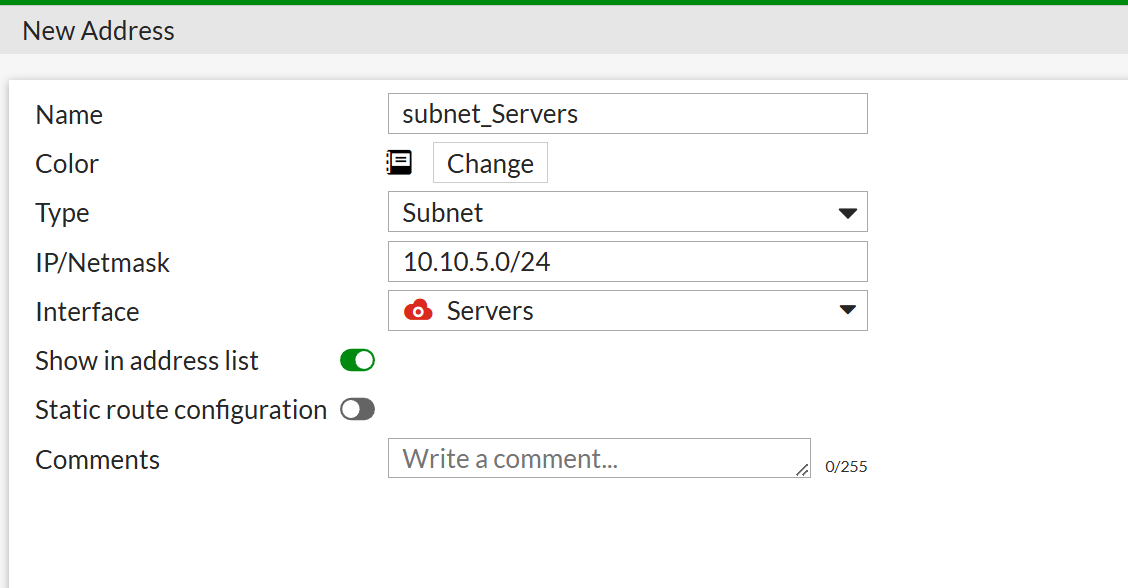 New Address
Name subnet_Servers
Color Change
Type Subnet
IP/Netmask 10.10.5.0/24
Interface Servers
Show in address list
Static route configuration
Comments Write a comment... 0/255